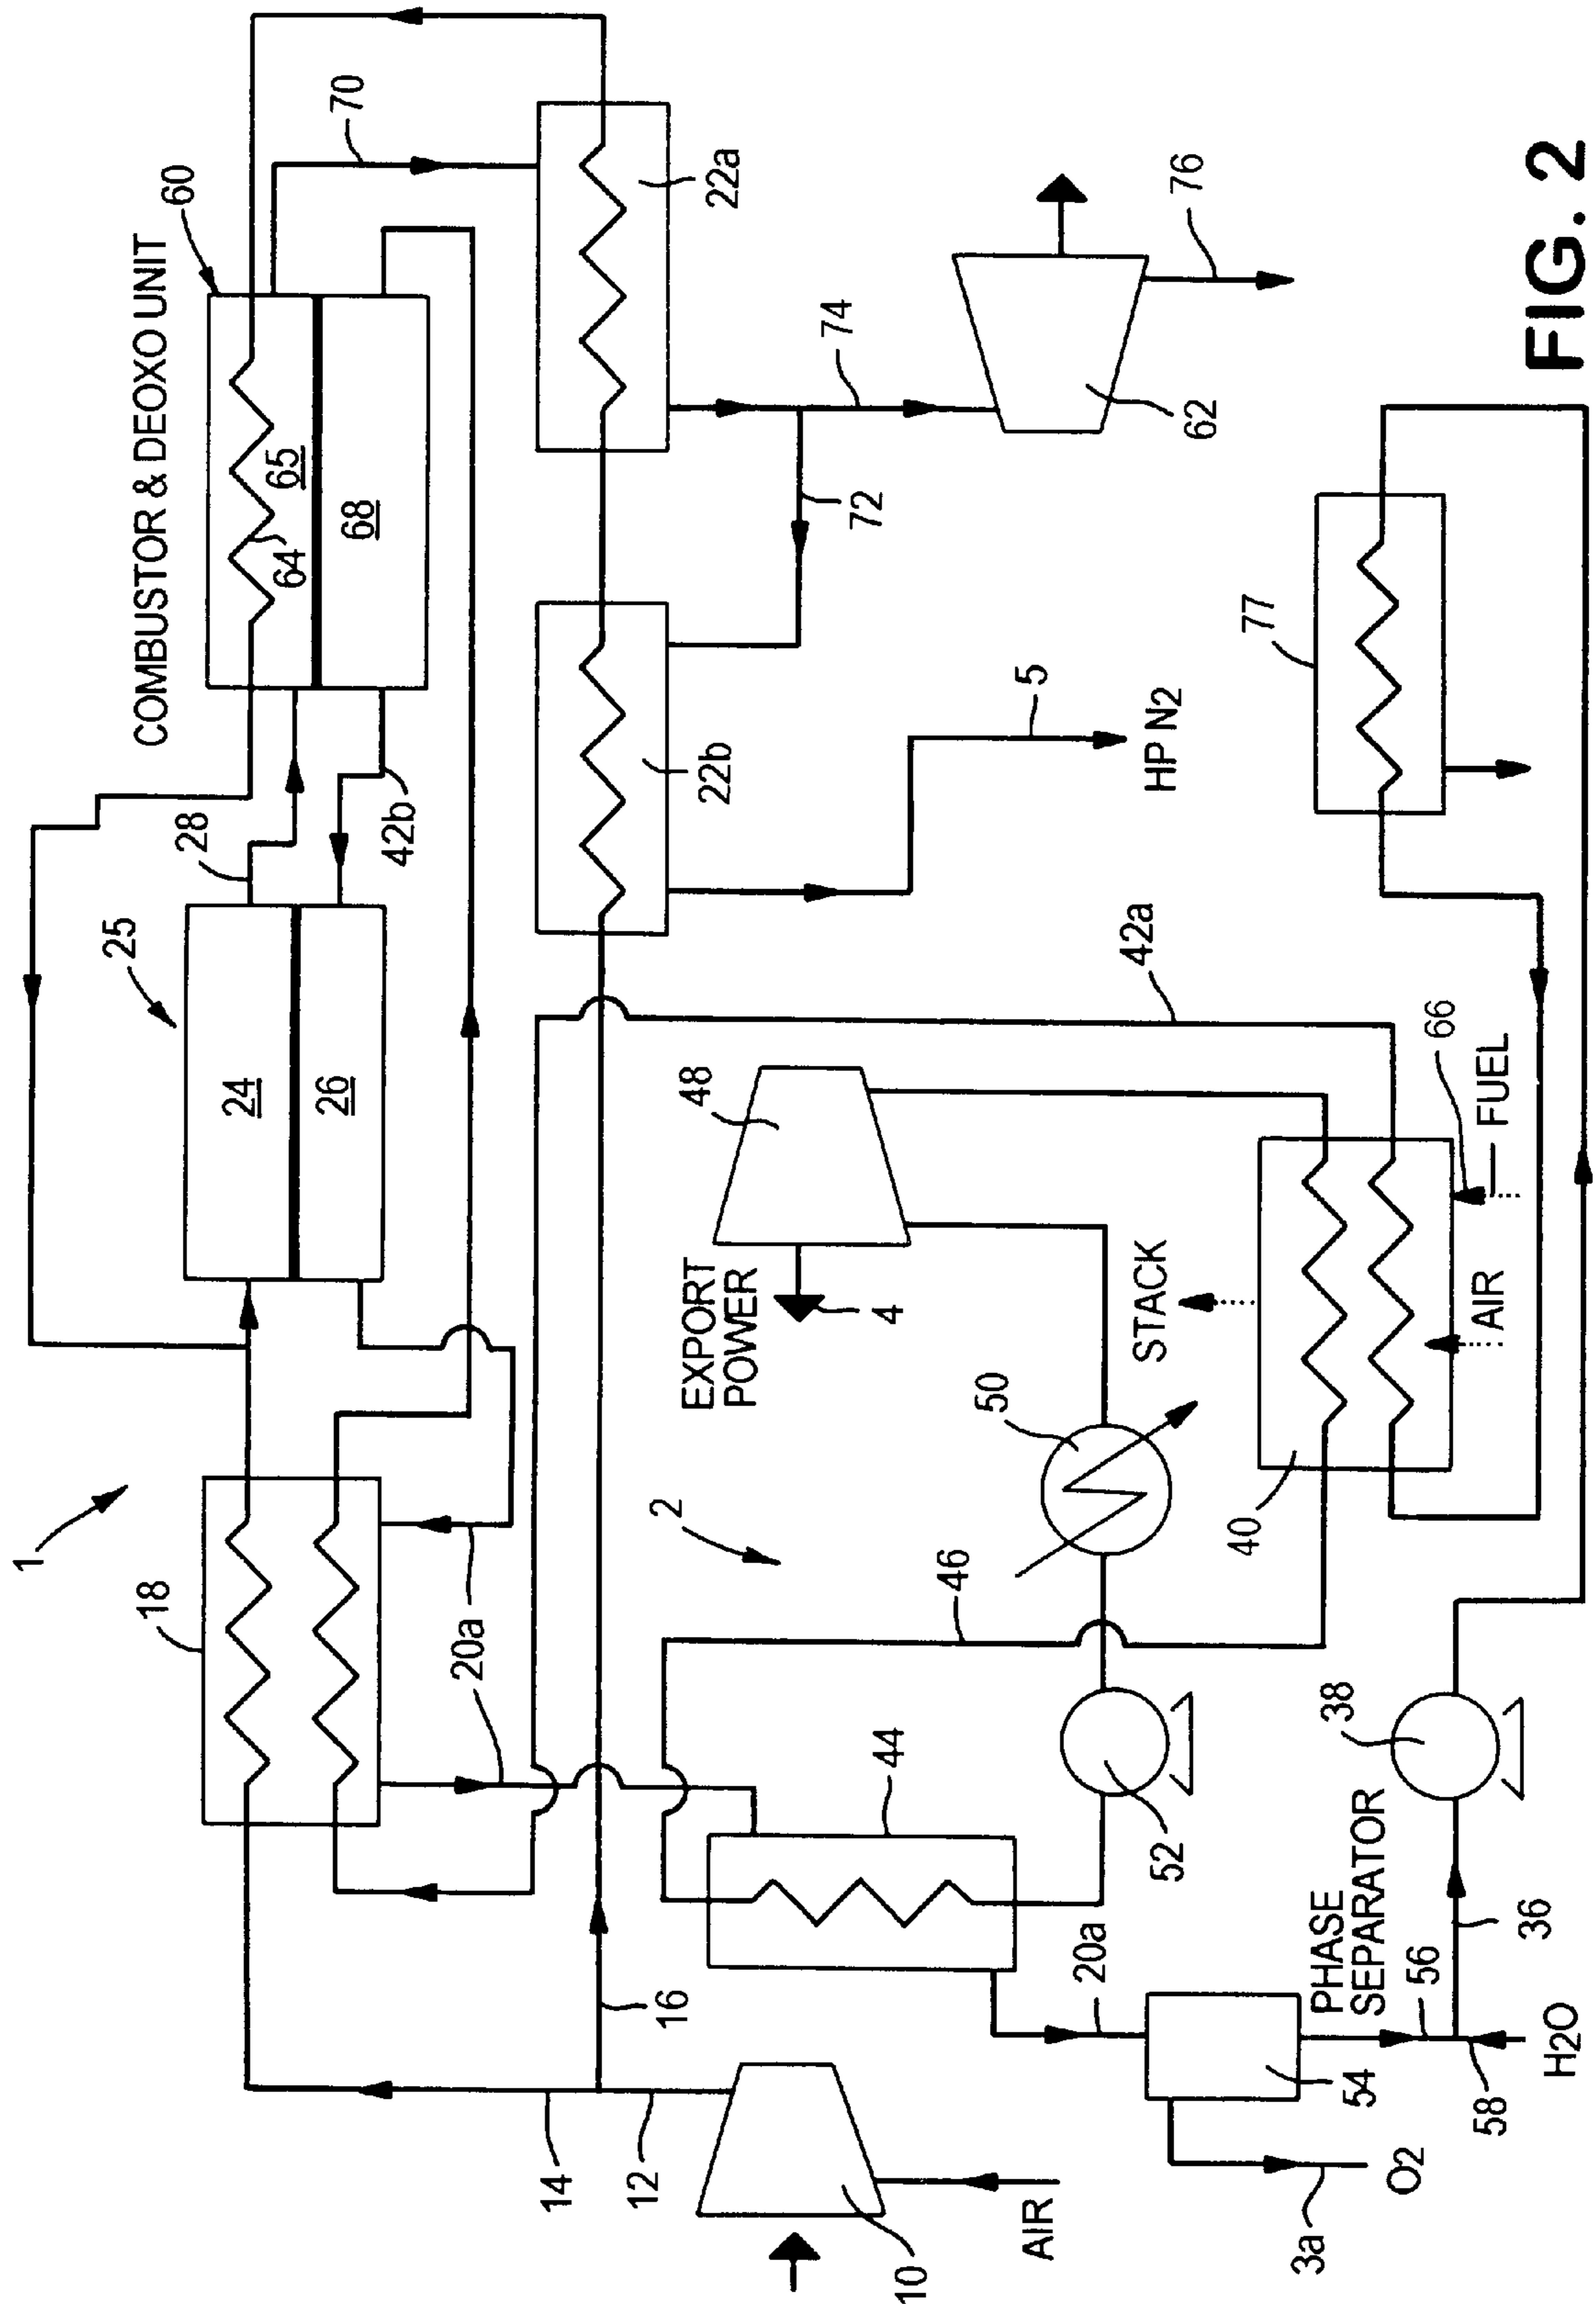 COMBUSTOR & DEOXO UNIT
60
70
65
64
68
28
42b
25
24
26
1
18
20a
20a
22a
22b
72
74
62
76
5
HP N2
77
42a
48
EXPORT
POWER
4
50
STACK
66
FUEL
AIR
40
2
46
44
52
38
PHASE
SEPARATOR
16
14
12
10
AIR
20a
54
56
36
58
H2O
O2
3a
FIG. 2